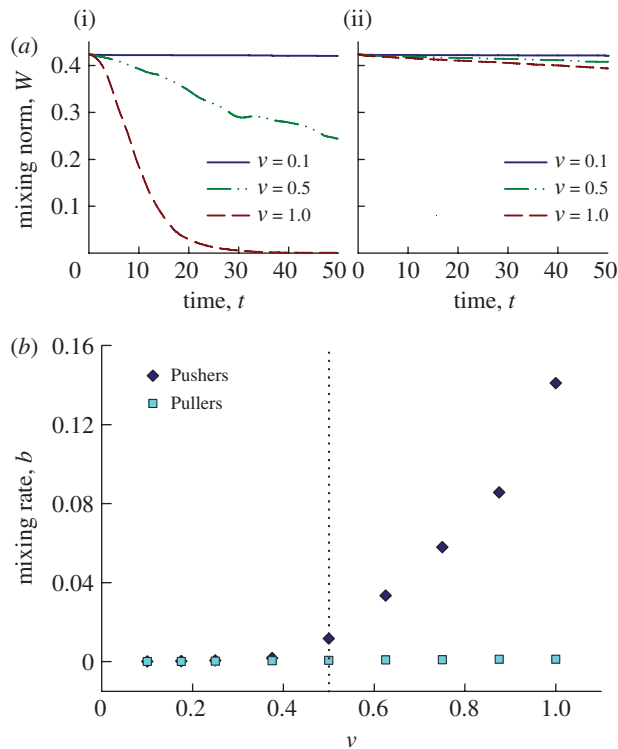 (i)
(ii)
(a)
mixing norm, W
0.4
0.3
0.2
0.1
0
10
20
30
40
50
ν = 0.1
ν = 0.5
ν = 1.0
time, t
0
10
20
30
40
50
ν = 0.1
ν = 0.5
ν = 1.0
time, t
(b)
mixing rate, b
0.16
0.12
0.08
0.04
0
Pushers
Pullers
0
0.2
0.4
0.6
0.8
1.0
ν